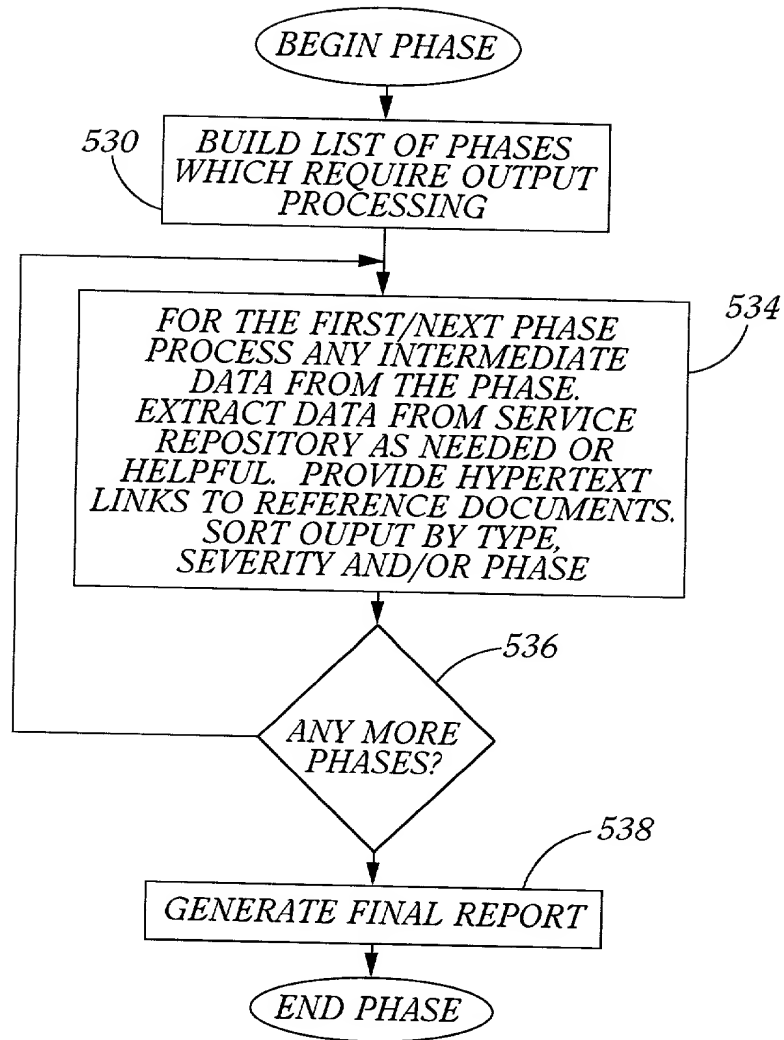 BEGIN PHASE
530
BUILD LIST OF PHASES
WHICH REQUIRE OUTPUT
PROCESSING
534
FOR THE FIRST/NEXT PHASE
PROCESS ANY INTERMEDIATE
DATA FROM THE PHASE.
EXTRACT DATA FROM SERVICE
REPOSITORY AS NEEDED OR
HELPFUL. PROVIDE HYPERTEXT
LINKS TO REFERENCE DOCUMENTS.
SORT OUPUT BY TYPE,
SEVERITY AND/OR PHASE
536
ANY MORE
PHASES?
538
GENERATE FINAL REPORT
END PHASE